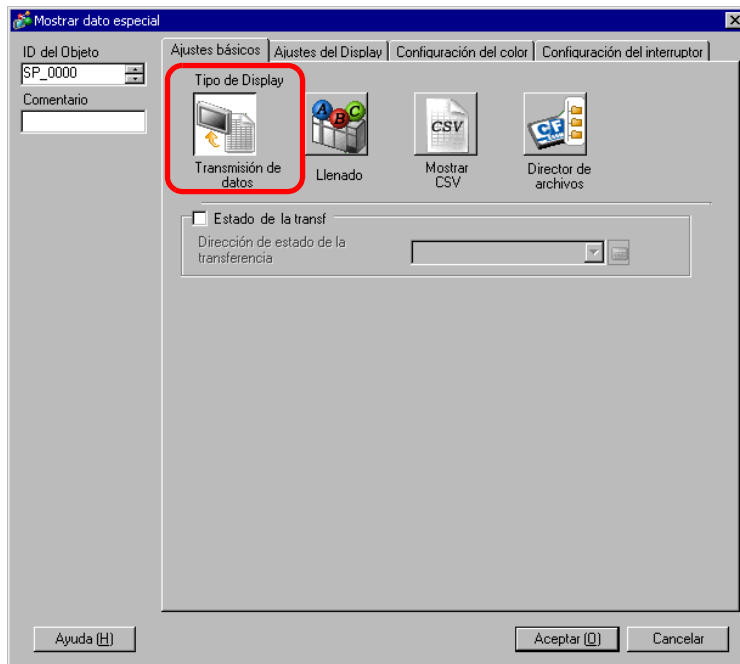 Mostrar dato especial
ID del Objeto
SP_0000
Comentario
Ajustes básicos
Ajustes del Display
Configuración del color
Configuración del interruptor
Tipo de Display
Transmisión de
datos
ABC
Llenado
CSV
Mostrar
CSV
CF
Director de
archivos
Estado de la transf
Dirección de estado de la
transferencia
Ayuda (H)
Aceptar (O)
Cancelar